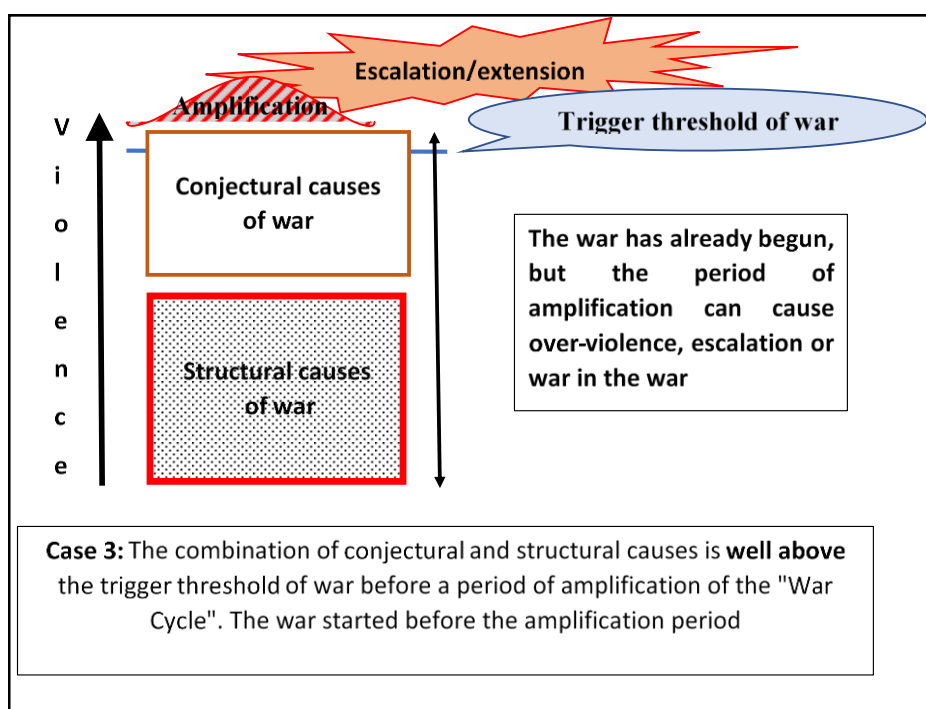 Escalation/extension
Amplification
Trigger threshold of war
Violence
Conjectural causes
of war
The war has already begun,
but the period of
amplification can cause
over-violence, escalation or
war in the war
Structural causes
of war
Case 3: The combination of conjectural and structural causes is well above
the trigger threshold of war before a period of amplification of the "War
Cycle". The war started before the amplification period